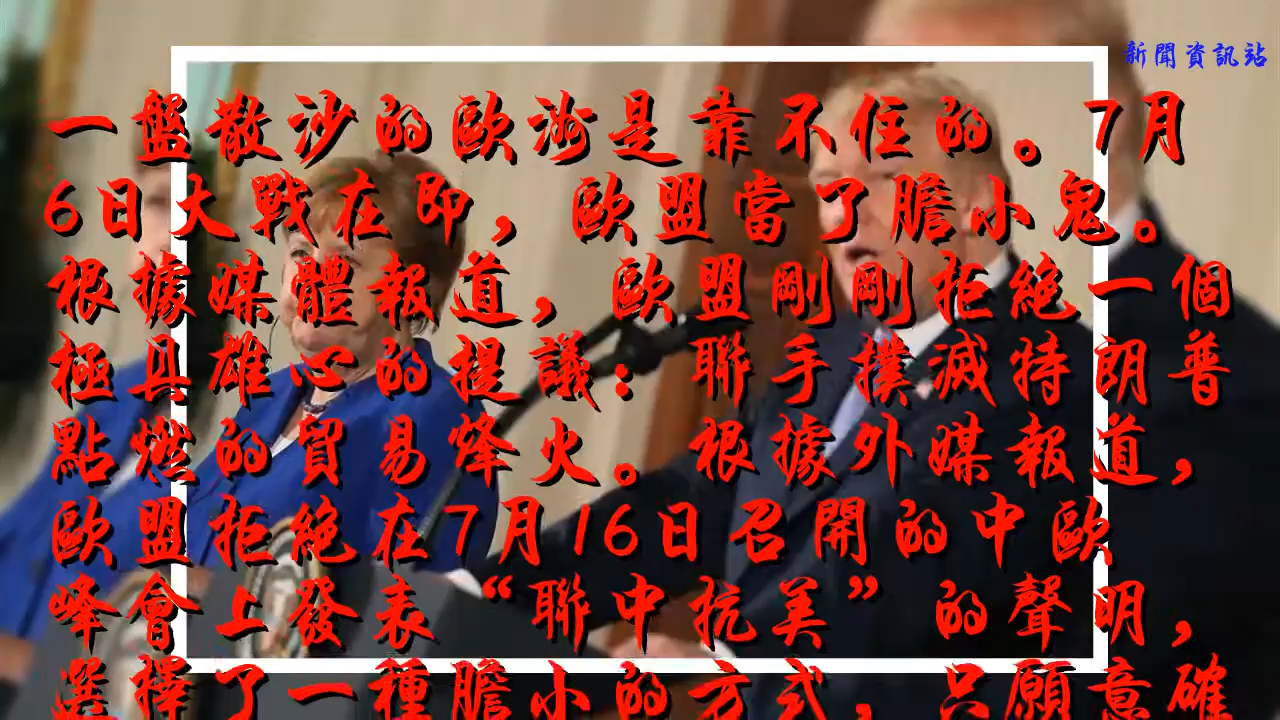 新聞資訊站
一盤散沙的歐洲是靠不住的。7月
6日大戰在即，歐盟當了膽小鬼。
根據媒體報道，歐盟剛剛拒絕一個
極具雄心的提議：聯手撲滅特朗普
點燃的貿易烽火。根據外媒報道，
歐盟拒絕在7月16日召開的中歐
峰會上發表“聯中抗美”的聲明，
選擇了一種膽小的方式，只願意確